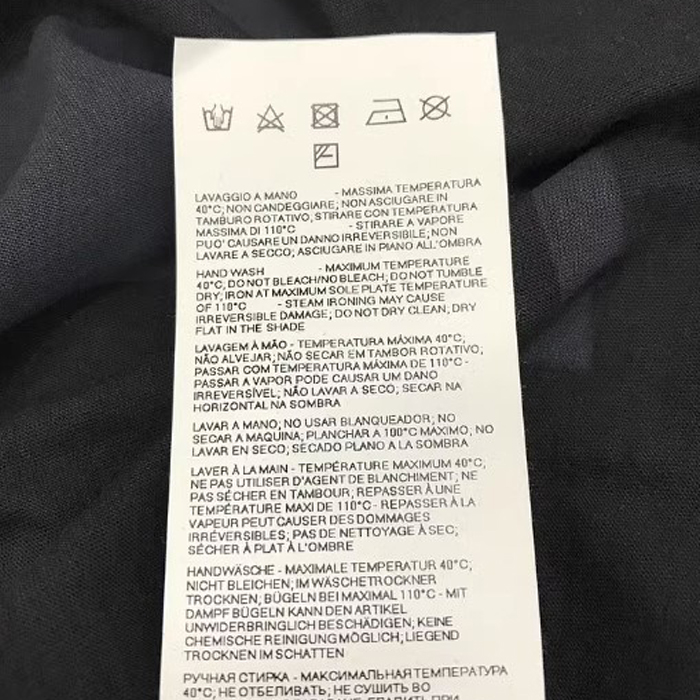 LAVAGGIO A MANO - MASSIMA TEMPERATURA
40°C; NON CANDEGGIARE; NON ASCIUGARE IN
TAMBURO ROTATIVO; STIRARE CON TEMPERATURA
MASSIMA DI 110°C - STIRARE A VAPORE
PUO' CAUSARE UN DANNO IRREVERSIBILE; NON
LAVARE A SECCO; ASCIUGARE IN PIANO ALL'OMBRA
HAND WASH - MAXIMUM TEMPERATURE
40°C; DO NOT BLEACH/NO BLEACH; DO NOT TUMBLE
DRY; IRON AT MAXIMUM SOLE PLATE TEMPERATURE
OF 110°C - STEAM IRONING MAY CAUSE
IRREVERSIBLE DAMAGE; DO NOT DRY CLEAN; DRY
FLAT IN THE SHADE
LAVAGEM À MÃO - TEMPERATURA MÁXIMA 40°C;
NÃO ALVEJAR; NÃO SECAR EM TAMBOR ROTATIVO;
PASSAR COM TEMPERATURA MÁXIMA DE 110°C -
PASSAR A VAPOR PODE CAUSAR UM DANO
IRREVERSÍVEL; NÃO LAVAR A SECO; SECAR NA
HORIZONTAL NA SOMBRA
LAVAR A MANO; NO USAR BLANQUEADOR; NO
SECAR A MAQUINA; PLANCHAR A 100°C MÁXIMO; NO
LAVAR EN SECO; SECADO PLANO A LA SOMBRA
LAVER À LA MAIN - TEMPÉRATURE MAXIMUM 40°C;
NE PAS UTILISER D'AGENT DE BLANCHIMENT; NE
PAS SÉCHER EN TAMBOUR; REPASSER À UNE
TEMPÉRATURE MAXI DE 110°C - REPASSER À LA
VAPEUR PEUT CAUSER DES DOMMAGES
IRRÉVERSIBLES; PAS DE NETTOYAGE À SEC;
SÉCHER À PLAT À L'OMBRE
HANDWÄSCHE - MAXIMALE TEMPERATUR 40°C;
NICHT BLEICHEN; IM WÄSCHETROCKNER
TROCKNEN; BÜGELN BEI MAXIMAL 110°C - MIT
DAMPF BÜGELN KANN DEN ARTIKEL
UNWIDERBRINGLICH BESCHÄDIGEN; KEINE
CHEMISCHE REINIGUNG MÖGLICH; LIEGEND
TROCKNEN IM SCHATTEN
РУЧНАЯ СТИРКА - МАКСИМАЛЬНАЯ ТЕМПЕРАТУРА
40°C; НЕ ОТБЕЛИВАТЬ; НЕ СУШИТЬ ВО